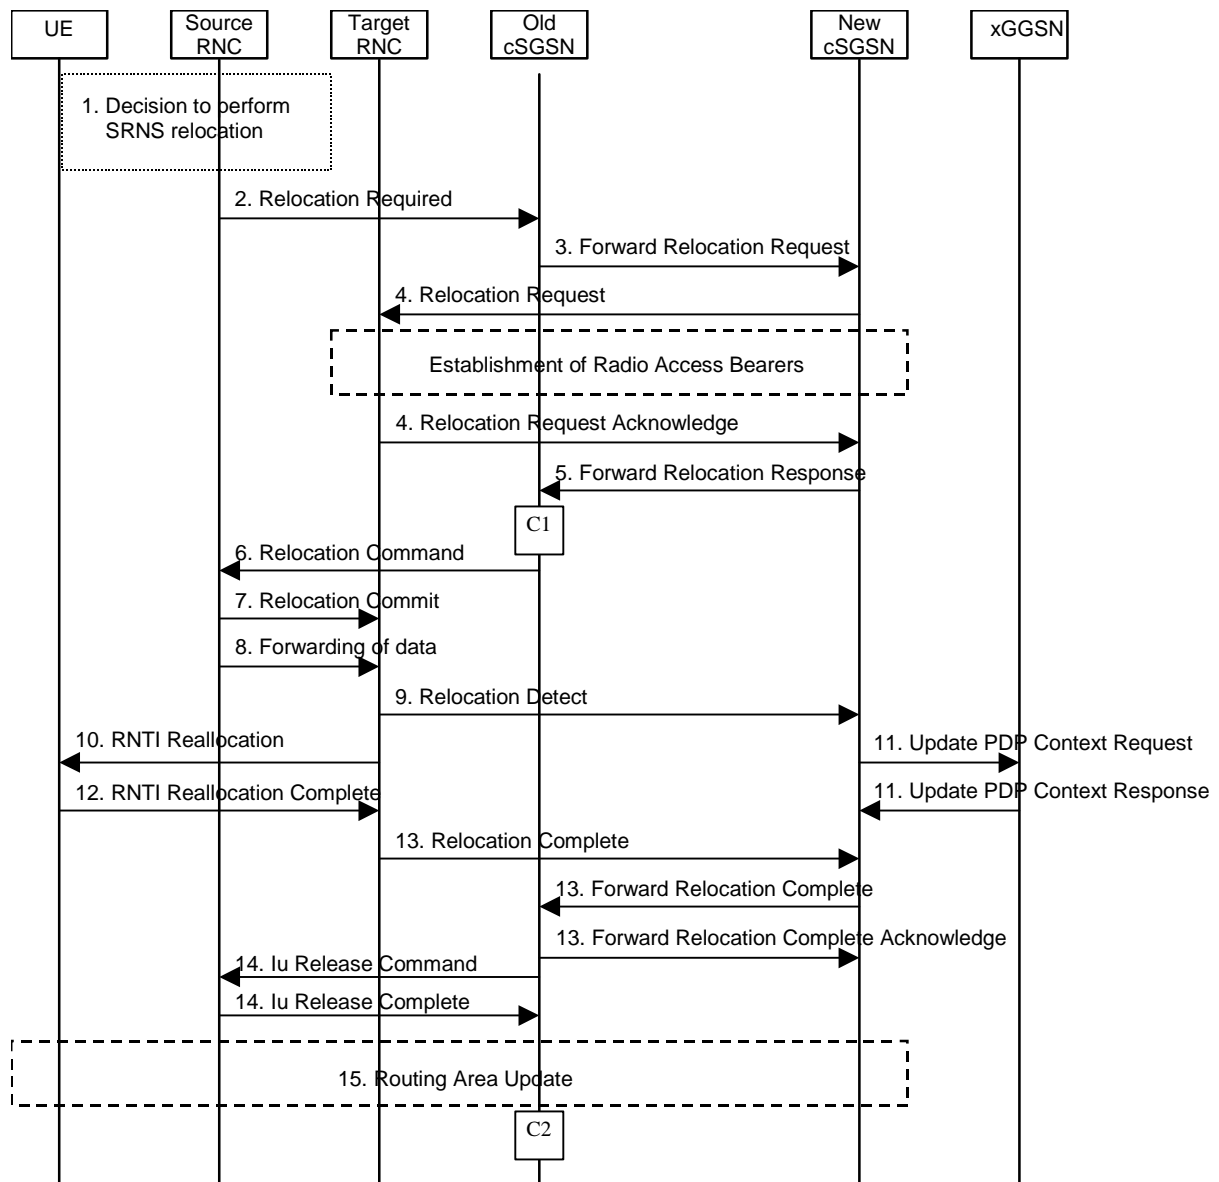 UE
Source
RNC
Target
RNC
Old
cSGSN
New
cSGSN
xGGSN
1. Decision to perform
SRNS relocation
2. Relocation Required
3. Forward Relocation Request
4. Relocation Request
Establishment of Radio Access Bearers
4. Relocation Request Acknowledge
5. Forward Relocation Response
C1
6. Relocation Command
7. Relocation Commit
8. Forwarding of data
9. Relocation Detect
10. RNTI Reallocation
11. Update PDP Context Request
12. RNTI Reallocation Complete
11. Update PDP Context Response
13. Relocation Complete
13. Forward Relocation Complete
13. Forward Relocation Complete Acknowledge
14. Iu Release Command
14. Iu Release Complete
15. Routing Area Update
C2